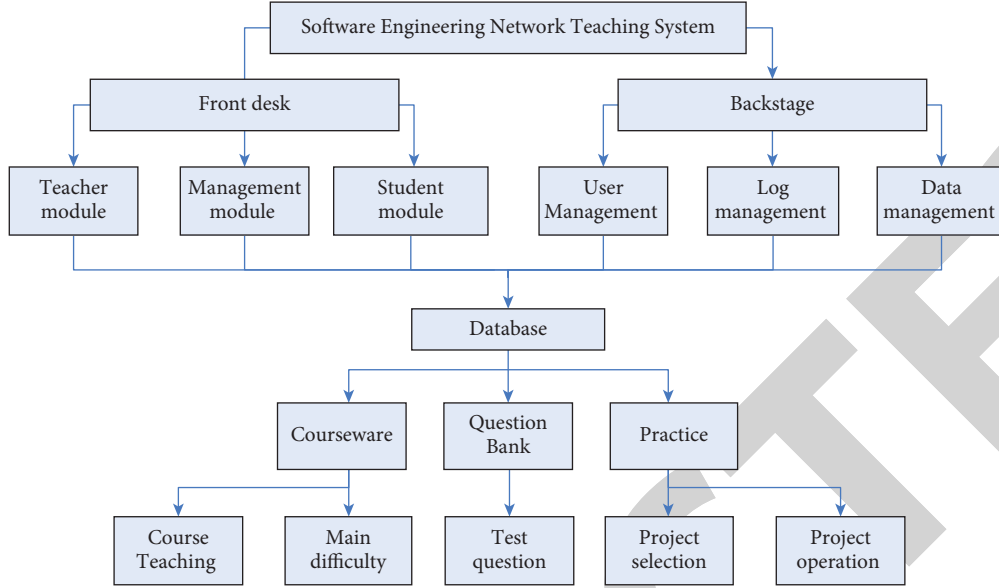 Software Engineering Network Teaching System
Front desk
Backstage
Teacher
module
Management
module
Student
module
User
Management
Log
management
Data
management
Database
Courseware
Question
Bank
Practice
Course
Teaching
Main
difficulty
Test
question
Project
selection
Project
operation